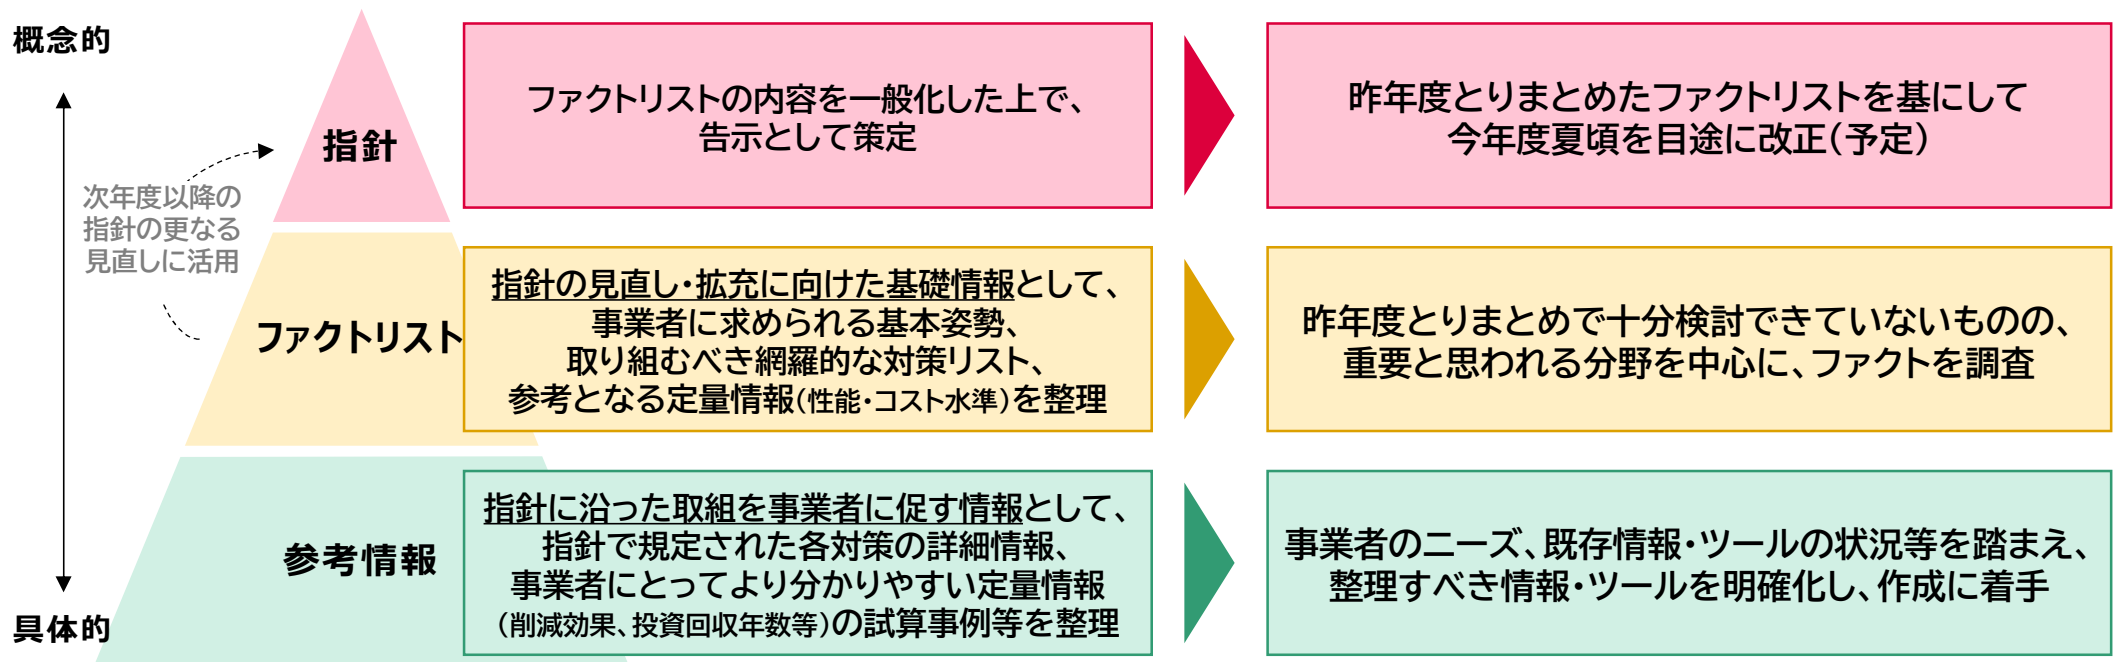 概念的
指針
ファクトリストの内容を一般化した上で、
告示として策定
昨年度とりまとめたファクトリストを基にして
今年度夏頃を目途に改正(予定)
次年度以降の
指針の更なる
見直しに活用
ファクトリスト
指針の見直し・拡充に向けた基礎情報として、
事業者に求められる基本姿勢、
取り組むべき網羅的な対策リスト、
参考となる定量情報(性能・コスト水準)を整理
昨年度とりまとめで十分検討できていないものの、
重要と思われる分野を中心に、ファクトを調査
参考情報
指針に沿った取組を事業者に促す情報として、
指針で規定された各対策の詳細情報、
事業者にとってより分かりやすい定量情報
(削減効果、投資回収年数等)の試算事例等を整理
事業者のニーズ、既存情報・ツールの状況等を踏まえ、
整理すべき情報・ツールを明確化し、作成に着手
具体的